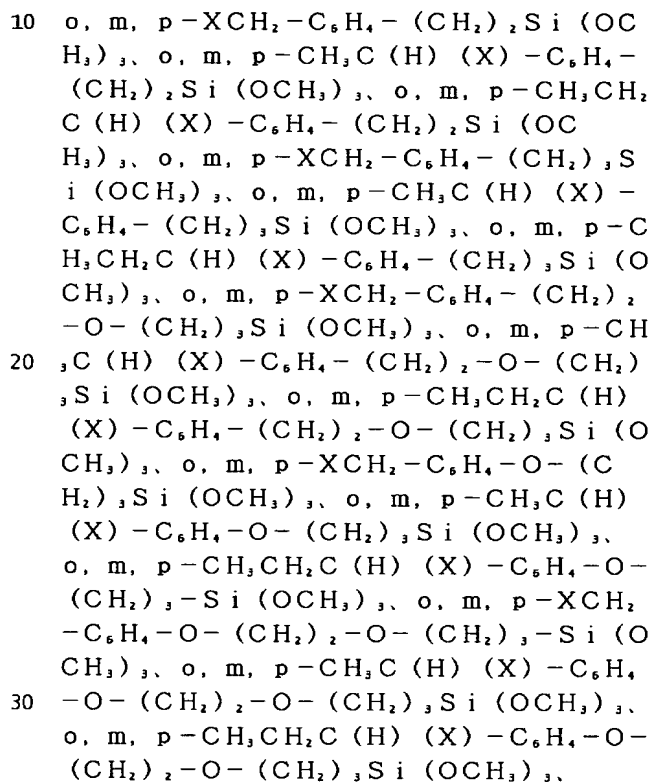 10 o, m, p-XCH₂-C₆H₄-(CH₂)₂Si(OC
H₃)₃、o, m, p-CH₃C(H)(X)-C₆H₄-
(CH₂)₂Si(OCH₃)₃、o, m, p-CH₃CH₂
C(H)(X)-C₆H₄-(CH₂)₂Si(OC
H₃)₃、o, m, p-XCH₂-C₆H₄-(CH₂)₃S
i(OCH₃)₃、o, m, p-CH₃C(H)(X)-
C₆H₄-(CH₂)₃Si(OCH₃)₃、o, m, p-C
H₃CH₂C(H)(X)-C₆H₄-(CH₂)₃Si(O
CH₃)₃、o, m, p-XCH₂-C₆H₄-(CH₂)₂
-O-(CH₂)₃Si(OCH₃)₃、o, m, p-CH
20 ₃C(H)(X)-C₆H₄-(CH₂)₂-O-(CH₂)
₃Si(OCH₃)₃、o, m, p-CH₃CH₂C(H)
(X)-C₆H₄-(CH₂)₂-O-(CH₂)₃Si(O
CH₃)₃、o, m, p-XCH₂-C₆H₄-O-(C
H₂)₃Si(OCH₃)₃、o, m, p-CH₃C(H)
(X)-C₆H₄-O-(CH₂)₃Si(OCH₃)₃、
o, m, p-CH₃CH₂C(H)(X)-C₆H₄-O-
(CH₂)₃-Si(OCH₃)₃、o, m, p-XCH₂
-C₆H₄-O-(CH₂)₂-O-(CH₂)₃-Si(O
CH₃)₃、o, m, p-CH₃C(H)(X)-C₆H₄
30 -O-(CH₂)₂-O-(CH₂)₃Si(OCH₃)₃、
o, m, p-CH₃CH₂C(H)(X)-C₆H₄-O-
(CH₂)₂-O-(CH₂)₃Si(OCH₃)₃、